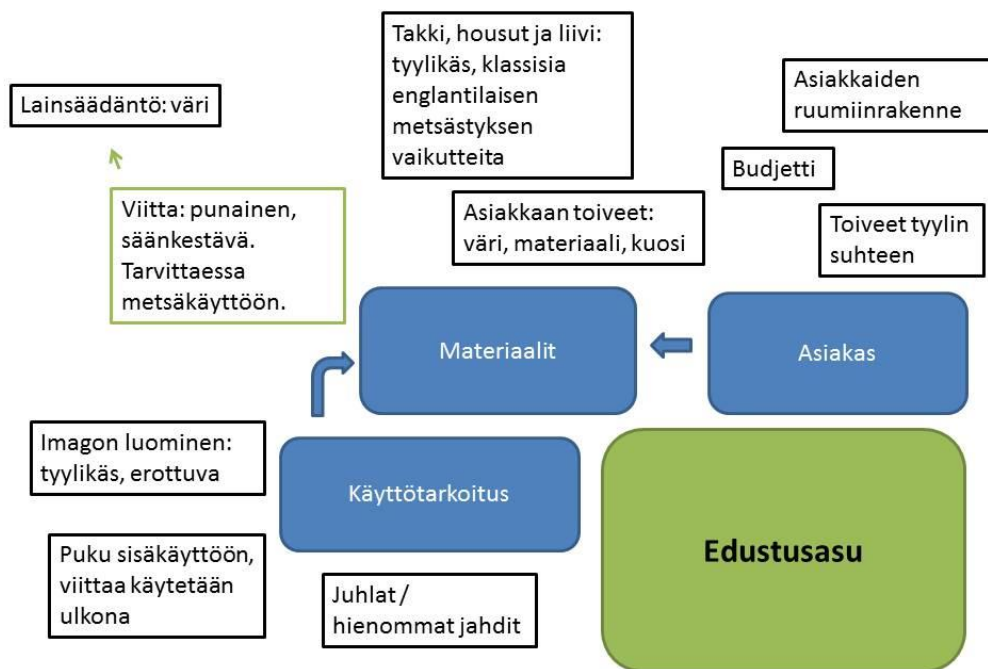 Takki, housut ja liivi:
tyylikäs, klassisia
englantilaisen
metsästyksen
vaikutteita
Asiakkaiden
ruumiinrakenne
Lainsäädäntö: väri
Budjetti
Viitta: punainen,
säänkestävä.
Tarvittaessa
metsäkäyttöön.
Asiakkaan toiveet:
väri, materiaali, kuosi
Toiveet tyylin
suhteen
Materiaalit
Asiakas
Imagon luominen:
tyylikäs, erottuva
Käyttötarkoitus
Edustusasu
Puku sisäkäyttöön,
viittaa käytetään
ulkona
Juhlat /
hienommat jahdit